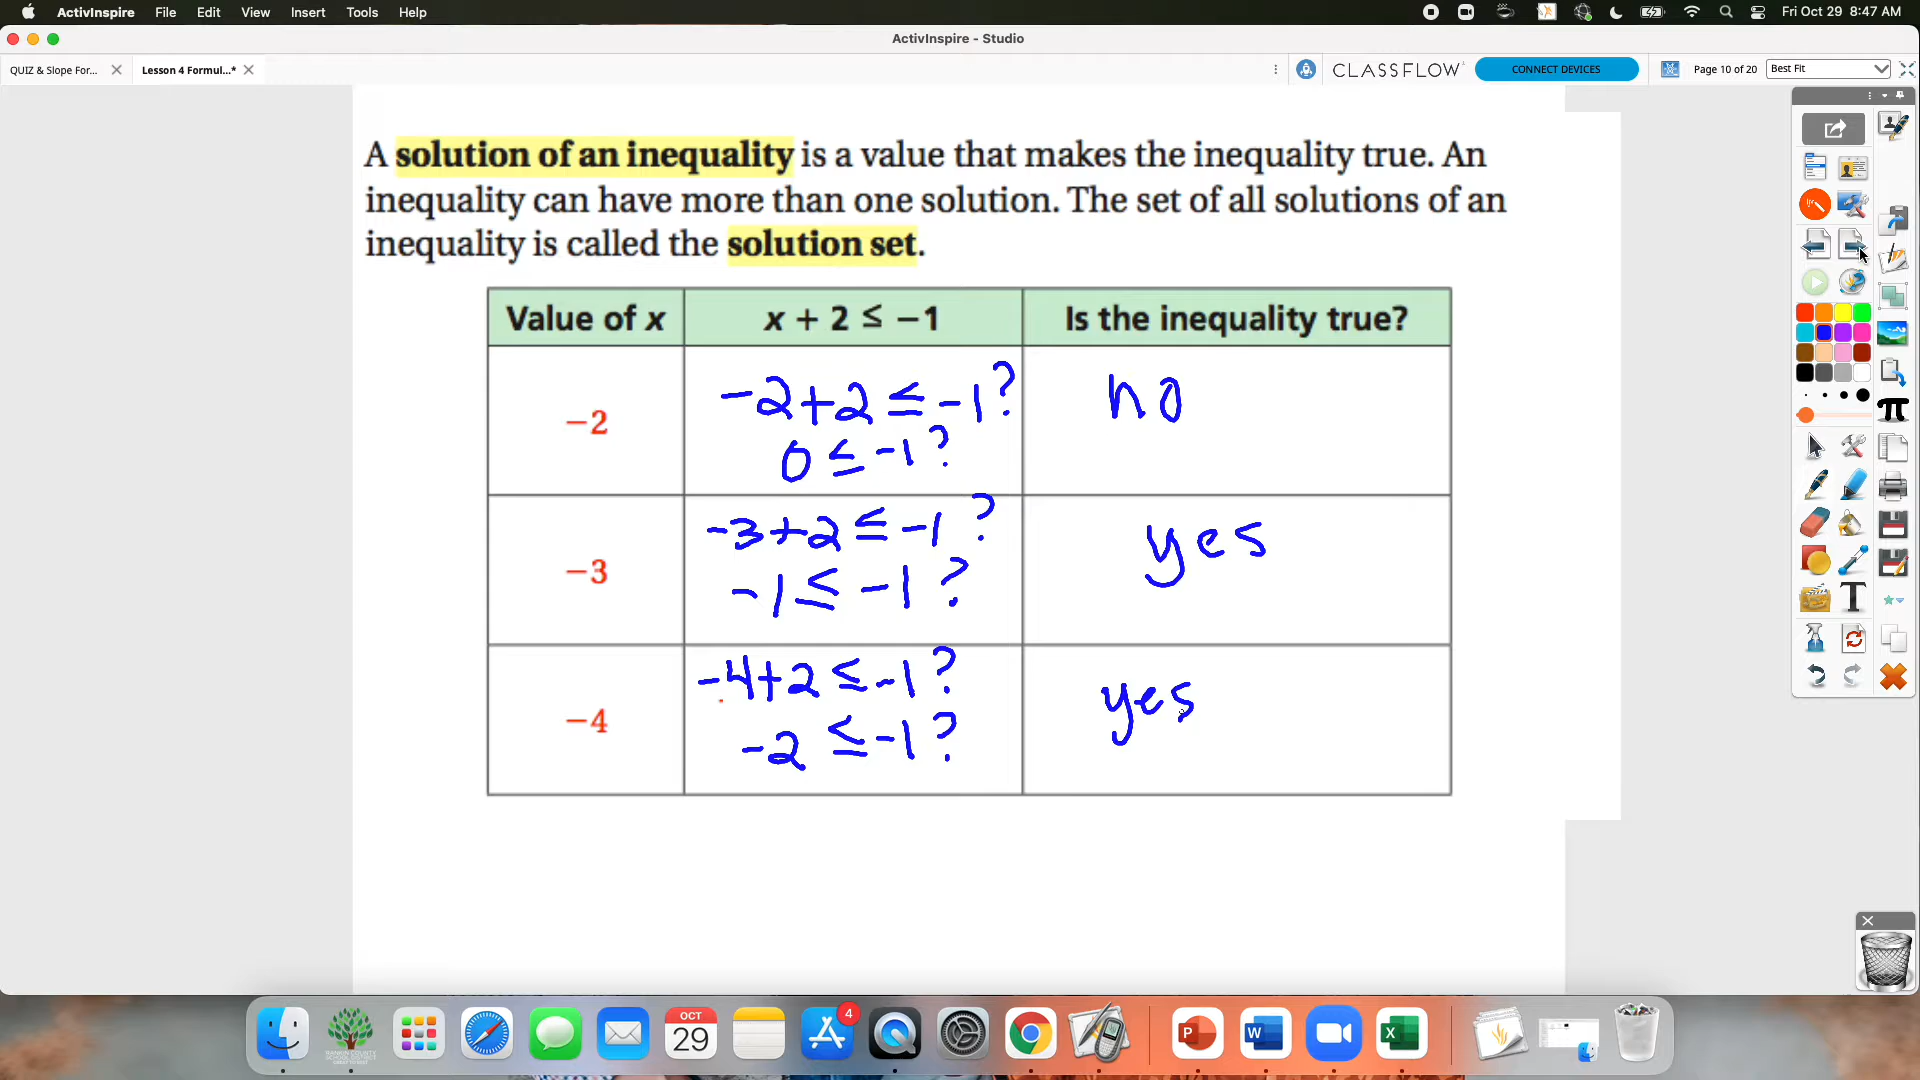 ActivInspire File Edit View Insert Tools Help Fri Oct 29 8:47 AM
ActivInspire - Studio
QUIZ & Slope For... Lesson 4 Formul...* CLASSFLOW CONNECT DEVICES Page 10 of 20 Best Fit
A solution of an inequality is a value that makes the inequality true. An
inequality can have more than one solution. The set of all solutions of an
inequality is called the solution set.
Value of x x + 2 ≤ −1 Is the inequality true?
−2 -2+2 ≤ -1? no
0 ≤ -1?
−3 -3+2 ≤ -1? yes
-1 ≤ -1?
−4 -4+2 ≤ -1? yes
-2 ≤ -1?
π
T
4
OCT
29
P W X